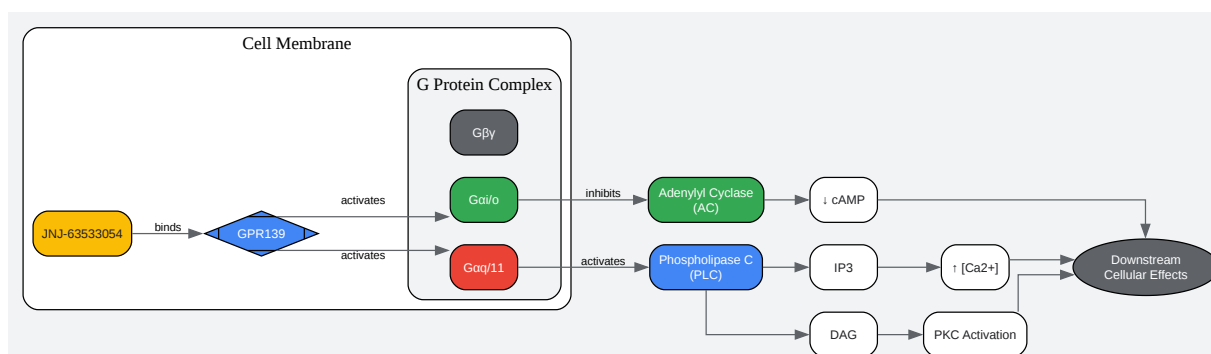 Cell Membrane
G Protein Complex
Gβγ
activates
Gαi/o
inhibits
Adenylyl Cyclase
(AC)
↓ cAMP
JNJ-63533054
binds
GPR139
activates
Gαq/11
activates
Phospholipase C
(PLC)
IP3
↑ [Ca2+]
Downstream
Cellular Effects
DAG
PKC Activation